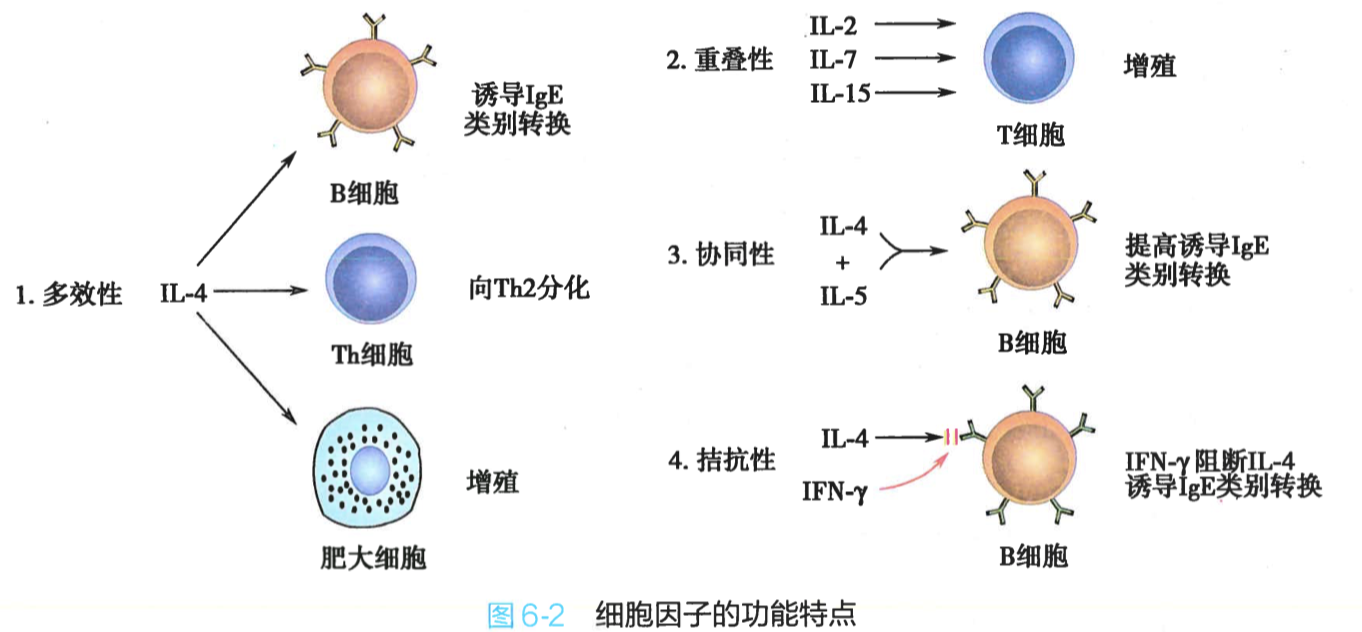 1. 多效性
IL-4
诱导IgE
类别转换
B细胞
向Th2分化
Th细胞
增殖
肥大细胞
2. 重叠性
IL-2
IL-7
IL-15
增殖
T细胞
3. 协同性
IL-4
+
IL-5
提高诱导IgE
类别转换
B细胞
4. 拮抗性
IL-4
IFN-γ
IFN-γ 阻断IL-4
诱导IgE类别转换
B细胞
图 6-2 细胞因子的功能特点